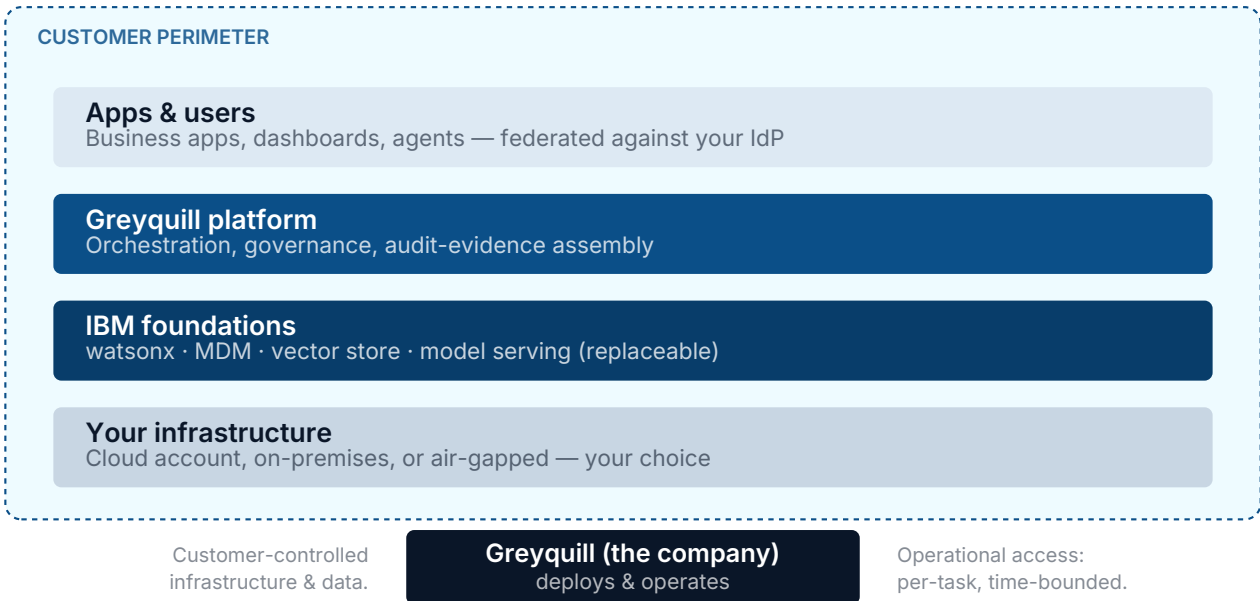 CUSTOMER PERIMETER
Apps & users
Business apps, dashboards, agents — federated against your IdP
Greyquill platform
Orchestration, governance, audit-evidence assembly
IBM foundations
watsonx · MDM · vector store · model serving (replaceable)
Your infrastructure
Cloud account, on-premises, or air-gapped — your choice
Customer-controlled
infrastructure & data.
Greyquill (the company)
deploys & operates
Operational access:
per-task, time-bounded.